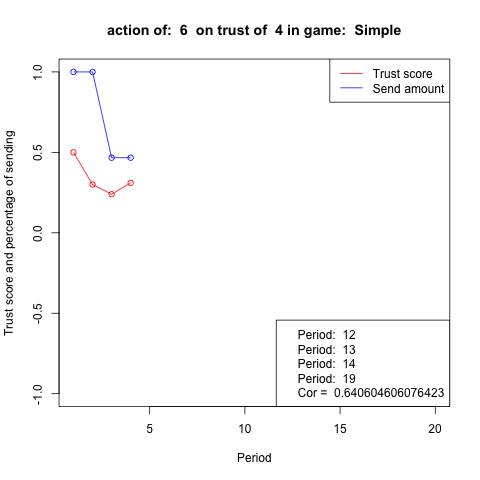 action of:  6  on trust of  4 in game:  Simple
Trust score and percentage of sending
1.0
0.5
0.0
-0.5
-1.0
Trust score
Send amount
Period:  12
Period:  13
Period:  14
Period:  19
Cor =  0.640604606076423
5
10
15
20
Period